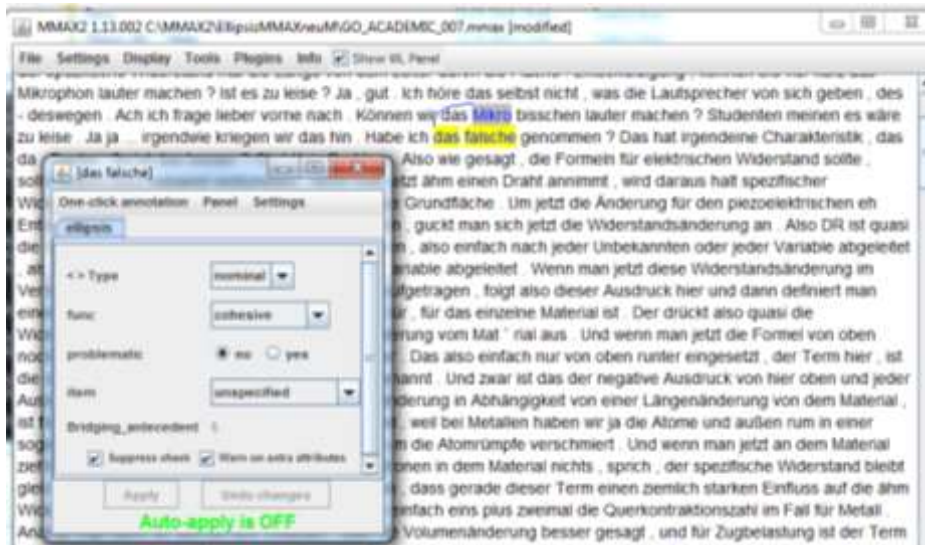 MMAX2 1.13.002 C:\MMAX2\EllipsisMMAXneuM\GO_ACADEMIC_007.mmax [modified]
File Settings Display Tools Plugins Info Show ML Panel
Mikrophon lauter machen ? Ist es zu leise ? Ja , gut . Ich höre das selbst nicht , was die Lautsprecher von sich geben , des
- deswegen . Ach ich frage lieber vorne nach . Können wir das Mikro bisschen lauter machen ? Studenten meinen es wäre
zu leise . Ja ja ... irgendwie kriegen wir das hin . Habe ich das falsche genommen ? Das hat irgendeine Charakteristik , das
da
Also wie gesagt , die Formeln für elektrischen Widerstand sollte ,
[das falsche]
jetzt ähm einen Draht annimmt , wird daraus halt spezifischer
One-click annotation Panel Settings
Grundfläche . Um jetzt die Änderung für den piezoelektrischen eh
ellipsis
, guckt man sich jetzt die Widerstandsänderung an . Also DR ist quasi
die
, also einfach nach jeder Unbekannten oder jeder Variable abgeleitet
<> Type nominal
abgeleitet . Wenn man jetzt diese Widerstandsänderung im
func cohesive
, folgt also dieser Ausdruck hier und dann definiert man
, für das einzelne Material ist . Der drückt also quasi die
problematic no yes
aus . Und wenn man jetzt die Formel von oben
. Das also einfach nur von oben runter eingesetzt , der Term hier , ist
item unspecified
die
. Und zwar ist das der negative Ausdruck von hier oben und jeder
in Abhängigkeit von einer Längenänderung von dem Material ,
Bridging_antecedent
, weil bei Metallen haben wir ja die Atome und außen rum in einer
Suppress check Warn on extra attributes
die Atomrümpfe verschmiert . Und wenn man jetzt an dem Material
in dem Material nichts , sprich , der spezifische Widerstand bleibt
Apply Undo changes
, dass gerade dieser Term einen ziemlich starken Einfluss auf die ähm
einfach eins plus zweimal die Querkontraktionszahl im Fall für Metall .
Auto-apply is OFF
Volumenänderung besser gesagt , und für Zugbelastung ist der Term